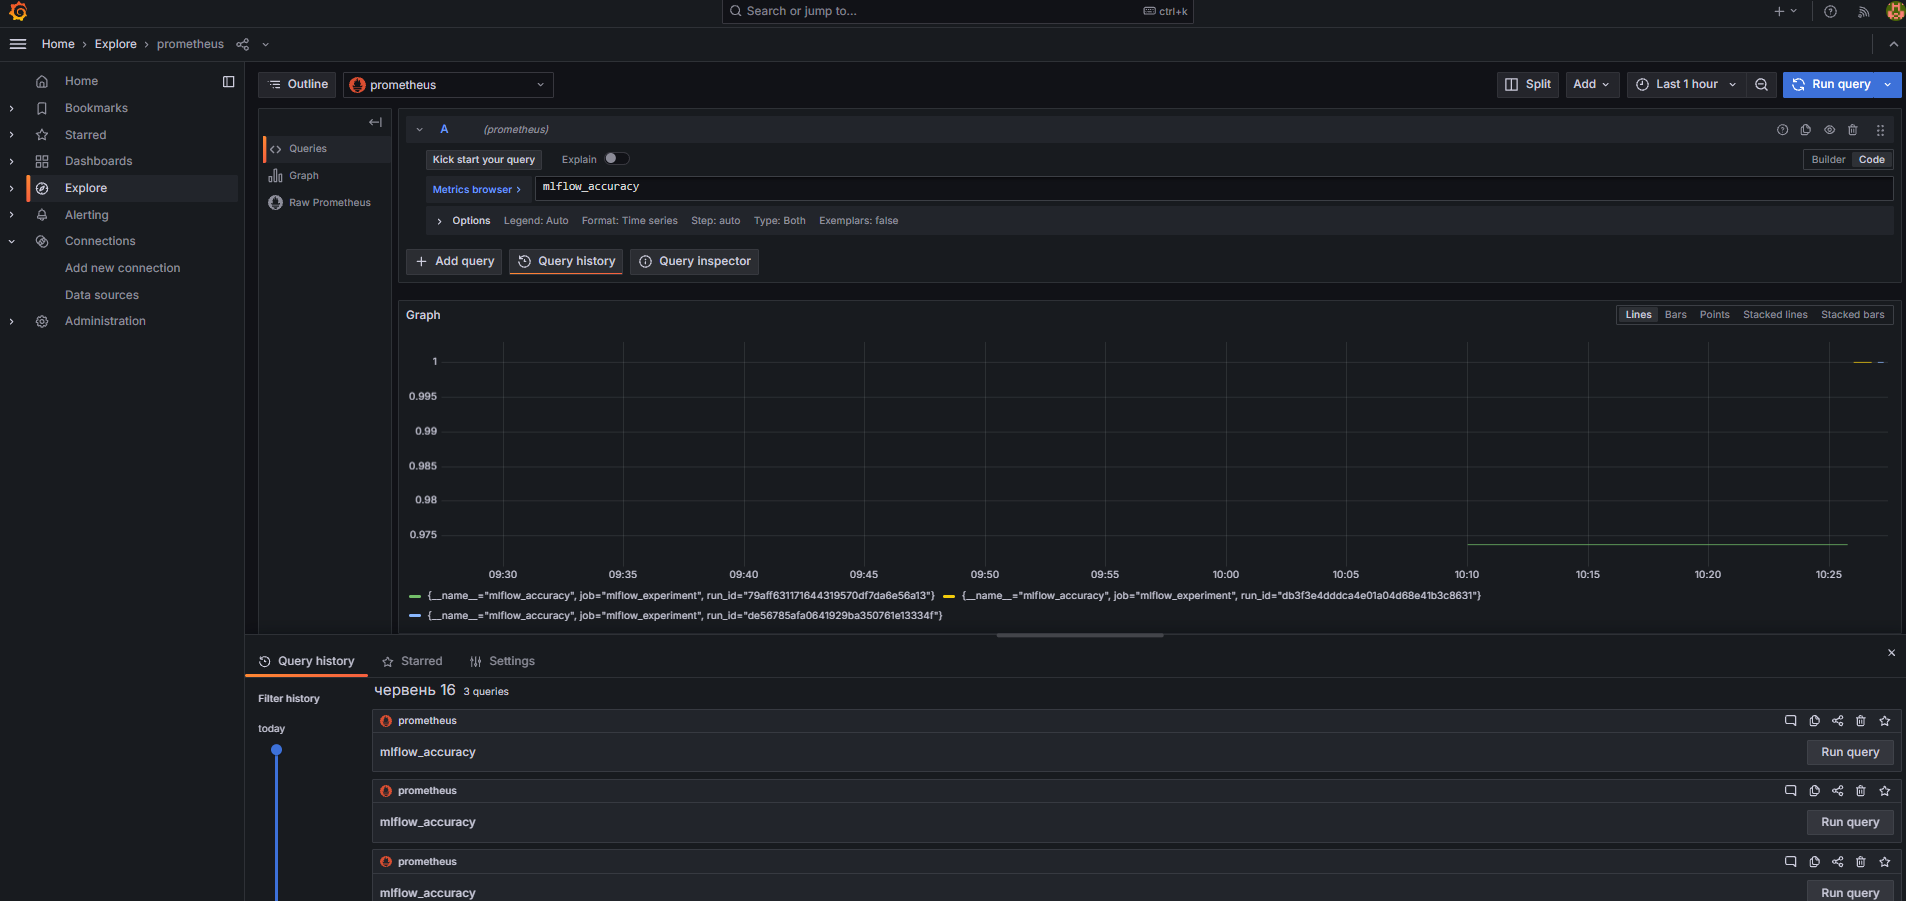 Search or jump to... ctrl+k
Home › Explore › prometheus
Home
Bookmarks
Starred
Dashboards
Explore
Alerting
Connections
Add new connection
Data sources
Administration
Outline prometheus Split Add Last 1 hour Run query
Queries
Graph
Raw Prometheus
A (prometheus)
Kick start your query Explain Builder Code
Metrics browser > mlflow_accuracy
Options Legend: Auto Format: Time series Step: auto Type: Both Exemplars: false
+ Add query Query history Query inspector
Graph Lines Bars Points Stacked lines Stacked bars
1
0.995
0.99
0.985
0.98
0.975
09:30 09:35 09:40 09:45 09:50 09:55 10:00 10:05 10:10 10:15 10:20 10:25
{__name__="mlflow_accuracy", job="mlflow_experiment", run_id="79aff631171644319570df7da6e56a13"} {__name__="mlflow_accuracy", job="mlflow_experiment", run_id="db3f3e4dddca4e01a04d68e41b3c8631"}
{__name__="mlflow_accuracy", job="mlflow_experiment", run_id="de56785afa0641929ba350761e13334f"}
Query history Starred Settings
Filter history
today
червень 16 3 queries
prometheus
mlflow_accuracy Run query
prometheus
mlflow_accuracy Run query
prometheus
mlflow_accuracy Run query